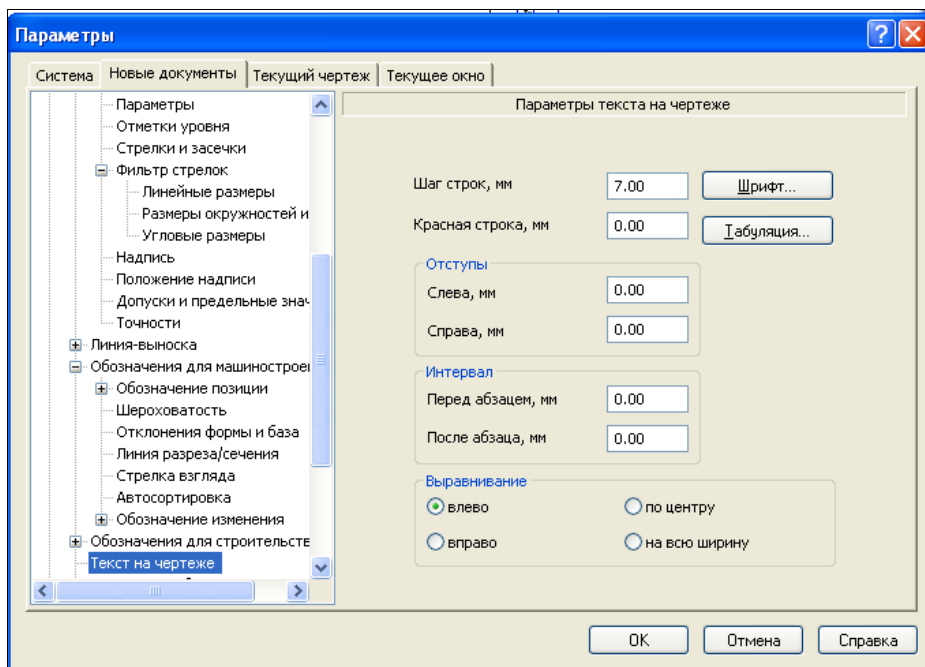 Параметры
Система Новые документы Текущий чертеж Текущее окно
Параметры
Отметки уровня
Стрелки и засечки
Фильтр стрелок
Линейные размеры
Размеры окружностей и
Угловые размеры
Надпись
Положение надписи
Допуски и предельные знач
Точности
Линия-выноска
Обозначения для машиностроен
Обозначение позиции
Шероховатость
Отклонения формы и база
Линия разреза/сечения
Стрелка взгляда
Автосортировка
Обозначение изменения
Обозначения для строительстве
Текст на чертеже
Параметры текста на чертеже
Шаг строк, мм 7.00 Шрифт...
Красная строка, мм 0.00 Табуляция...
Отступы
Слева, мм 0.00
Справа, мм 0.00
Интервал
Перед абзацем, мм 0.00
После абзаца, мм 0.00
Выравнивание
влево по центру
вправо на всю ширину
OK Отмена Справка